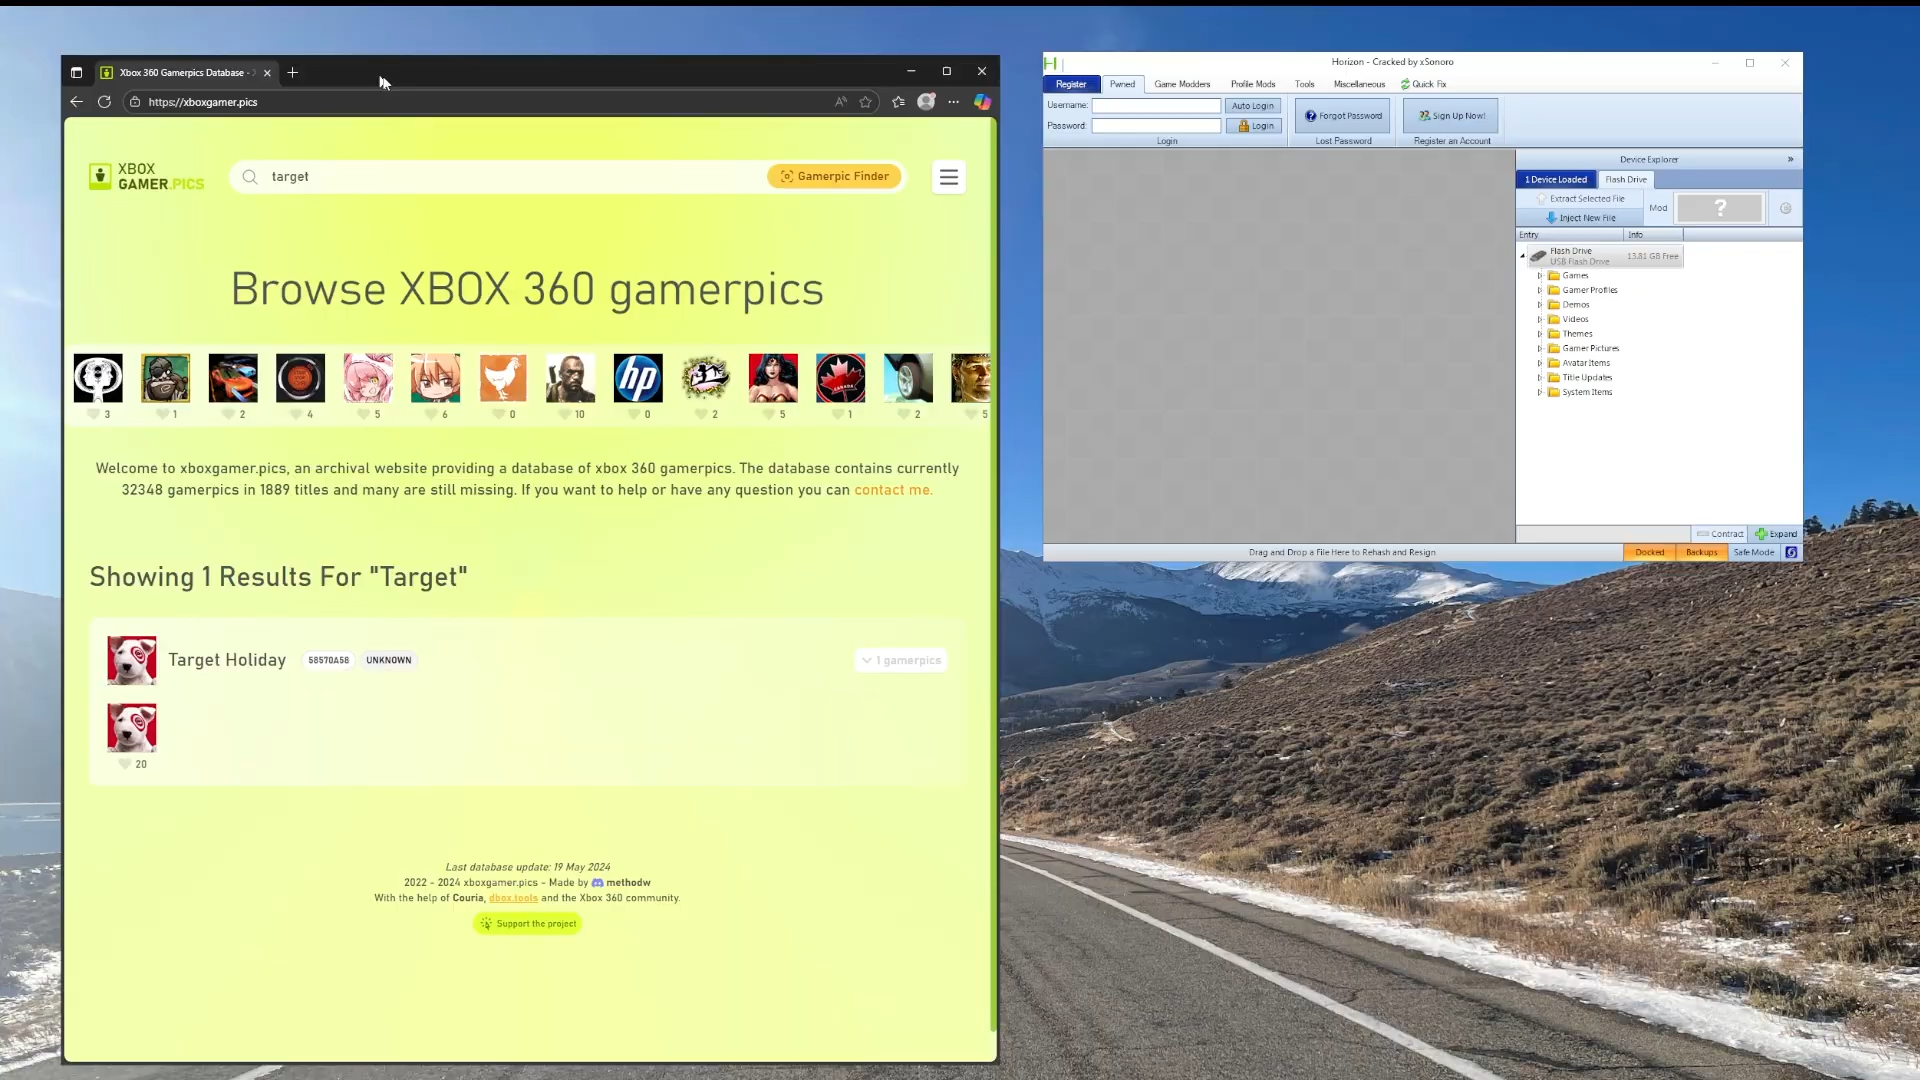 Xbox 360 Gamerpics Database -
https://xboxgamer.pics
XBOX
GAMER.PICS
target
Gamerpic Finder
Browse XBOX 360 gamerpics
hp
CANADA
3
1
2
4
5
6
0
10
0
2
5
1
2
5
Welcome to xboxgamer.pics, an archival website providing a database of xbox 360 gamerpics. The database contains currently
32348 gamerpics in 1889 titles and many are still missing. If you want to help or have any question you can contact me.
Showing 1 Results For "Target"
Target Holiday
58570A58
UNKNOWN
1 gamerpics
20
Last database update: 19 May 2024
2022 - 2024 xboxgamer.pics - Made by methodw
With the help of Couria, dbox.tools and the Xbox 360 community.
Support the project
Horizon - Cracked by xSonoro
Register
Pwned
Game Modders
Profile Mods
Tools
Miscellaneous
Quick Fix
Username:
Auto Login
Password:
Login
Login
Forgot Password
Lost Password
Sign Up Now!
Register an Account
Device Explorer
»
1 Device Loaded
Flash Drive
Extract Selected File
Inject New File
Mod
?
Entry
Info
Flash Drive
USB Flash Drive
13.81 GB Free
Games
Gamer Profiles
Demos
Videos
Themes
Gamer Pictures
Avatar Items
Title Updates
System Items
Contract
Expand
Drag and Drop a File Here to Rehash and Resign
Docked
Backups
Safe Mode